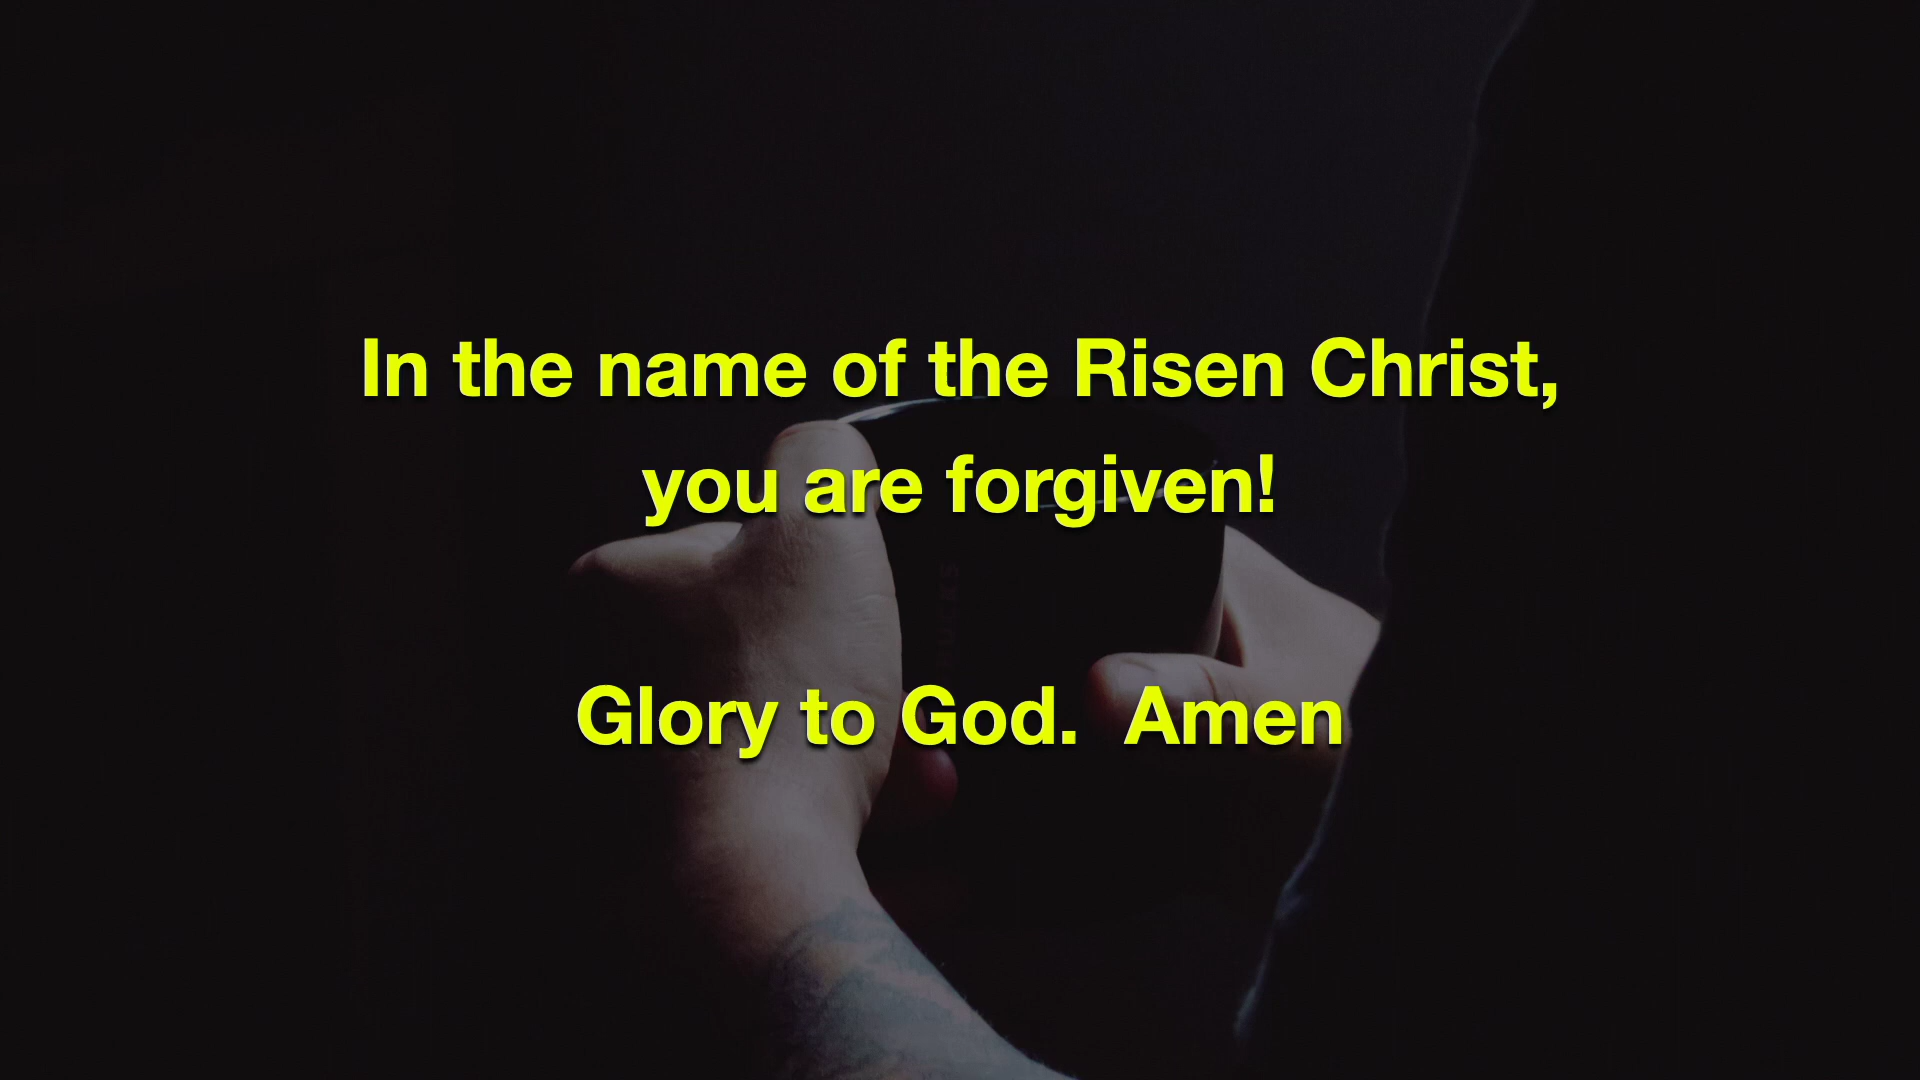 In the name of the Risen Christ,
you are forgiven!
Glory to God.  Amen